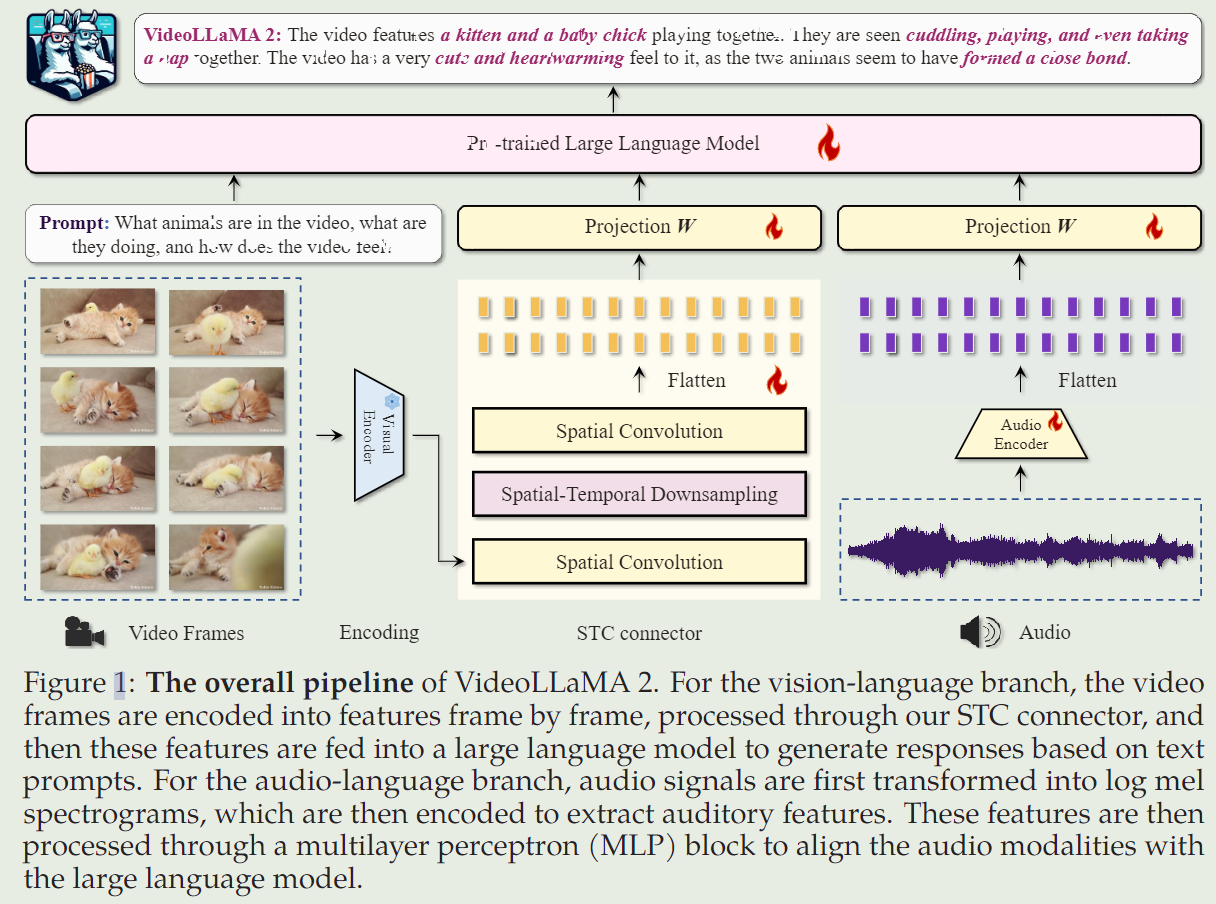 VideoLLaMA 2: The video features a kitten and a baby chick playing together. They are seen cuddling, playing, and even taking
a nap together. The video has a very cute and heartwarming feel to it, as the two animals seem to have formed a close bond.
Pre-trained Large Language Model
Prompt: What animals are in the video, what are
they doing, and how does the video feel?
Projection W
Projection W
Flatten
Flatten
Visual
Encoder
Audio
Encoder
Spatial Convolution
Spatial-Temporal Downsampling
Spatial Convolution
Video Frames
Encoding
STC connector
Audio
Figure 1: The overall pipeline of VideoLLaMA 2. For the vision-language branch, the video
frames are encoded into features frame by frame, processed through our STC connector, and
then these features are fed into a large language model to generate responses based on text
prompts. For the audio-language branch, audio signals are first transformed into log mel
spectrograms, which are then encoded to extract auditory features. These features are then
processed through a multilayer perceptron (MLP) block to align the audio modalities with
the large language model.